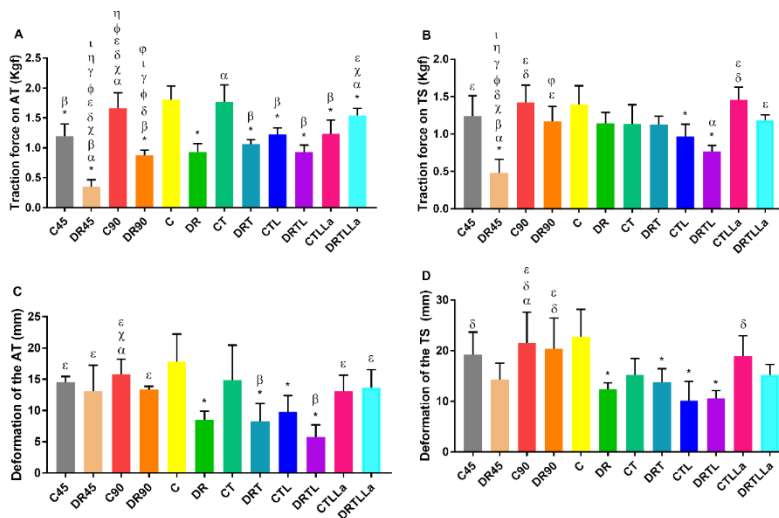 A
Traction force on AT (Kgf)
2.5
2.0
1.5
1.0
0.5
0.0
β
*
ι
η
γ
φ
ε
δ
χ
β
α
*
η
φ
ε
δ
χ
α
φ
ι
γ
ϕ
δ
β
*
*
α
β
*
β
*
β
*
β
*
ε
χ
α
*
C45
DR45
C90
DR90
C
DR
CT
DRT
CTL
DRTL
CTLLa
DRTLLa
B
Traction force on TS (Kgf)
2.0
1.5
1.0
0.5
0.0
ε
ι
η
γ
ϕ
δ
χ
β
α
*
ε
δ
φ
ε
*
α
*
ε
δ
ε
C45
DR45
C90
DR90
C
DR
CT
DRT
CTL
DRTL
CTLLa
DRTLLa
C
Deformation of the AT (mm)
25
20
15
10
5
0
ε
ε
ε
χ
α
ε
*
β
*
*
β
*
ε
ε
C45
DR45
C90
DR90
C
DR
CT
DRT
CTL
DRTL
CTLLa
DRTLLa
D
Deformation of the TS (mm)
30
20
10
0
δ
ε
δ
α
ε
δ
*
*
*
*
δ
C45
DR45
C90
DR90
C
DR
CT
DRT
CTL
DRTL
CTLLa
DRTLLa